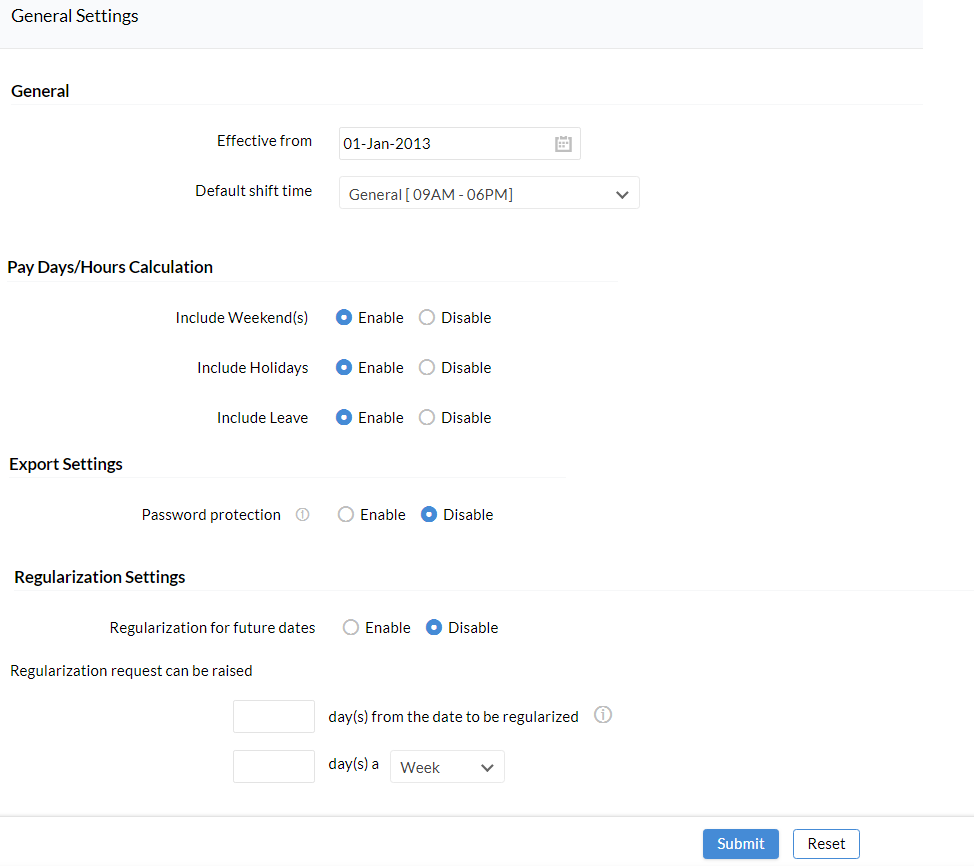 General Settings
General
Effective from 01-Jan-2013
Default shift time General [ 09AM - 06PM]
Pay Days/Hours Calculation
Include Weekend(s) Enable Disable
Include Holidays Enable Disable
Include Leave Enable Disable
Export Settings
Password protection Enable Disable
Regularization Settings
Regularization for future dates Enable Disable
Regularization request can be raised
day(s) from the date to be regularized
day(s) a Week
Submit Reset